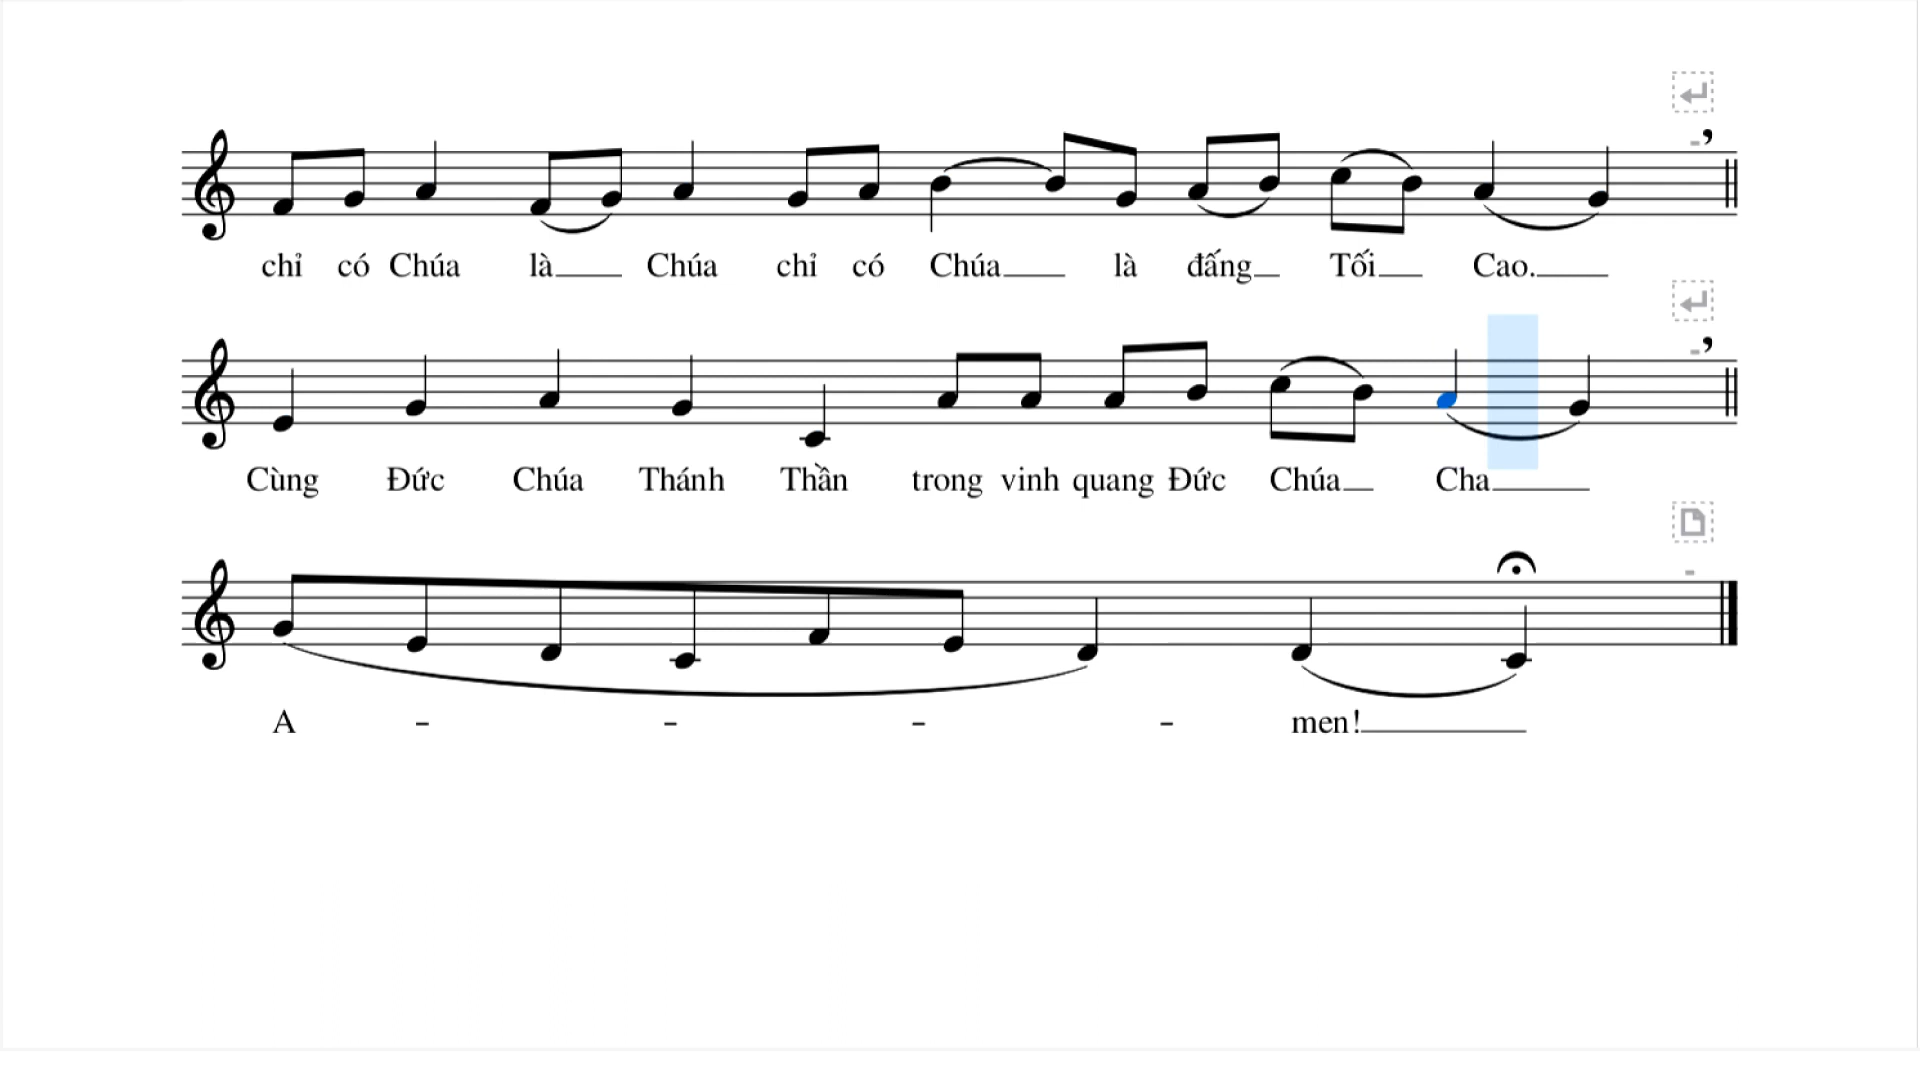 chỉ có Chúa là Chúa chỉ có Chúa là đấng Tối Cao.
Cùng Đức Chúa Thánh Thần trong vinh quang Đức Chúa Cha
A - - - - men!